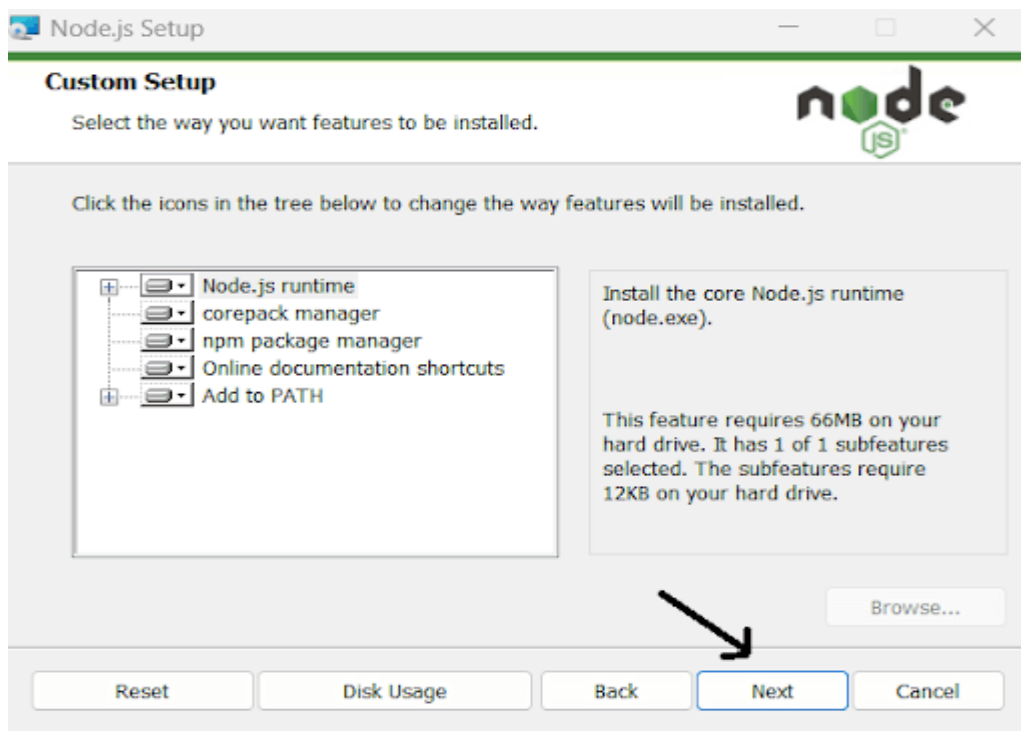 Node.js Setup
Custom Setup
Select the way you want features to be installed.
node
JS
Click the icons in the tree below to change the way features will be installed.
Node.js runtime
corepack manager
npm package manager
Online documentation shortcuts
Add to PATH
Install the core Node.js runtime
(node.exe).
This feature requires 66MB on your
hard drive. It has 1 of 1 subfeatures
selected. The subfeatures require
12KB on your hard drive.
Browse...
Reset
Disk Usage
Back
Next
Cancel